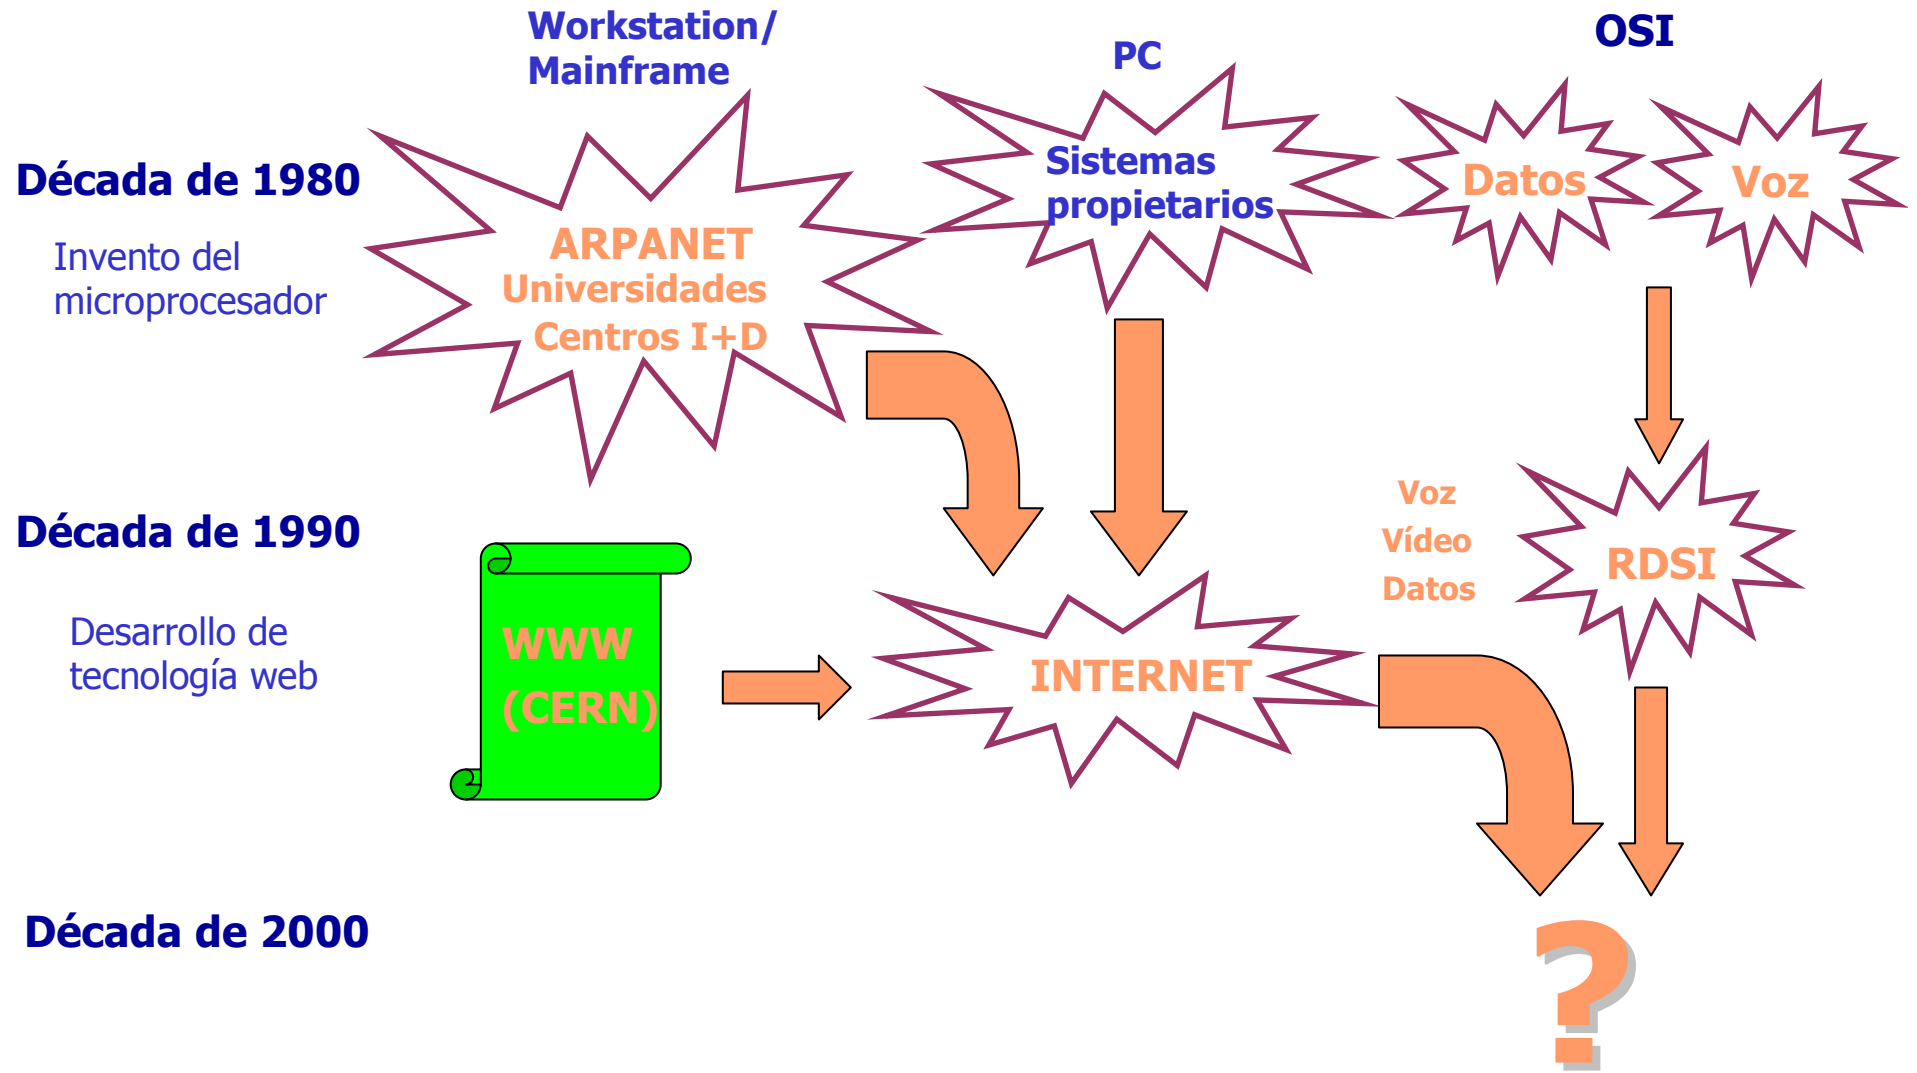 Workstation/
Mainframe
PC
OSI
Década de 1980
Invento del
microprocesador
ARPANET
Universidades
Centros I+D
Sistemas
propietarios
Datos
Voz
Década de 1990
Desarrollo de
tecnología web
WWW
(CERN)
INTERNET
Voz
Vídeo
Datos
RDSI
Década de 2000
?